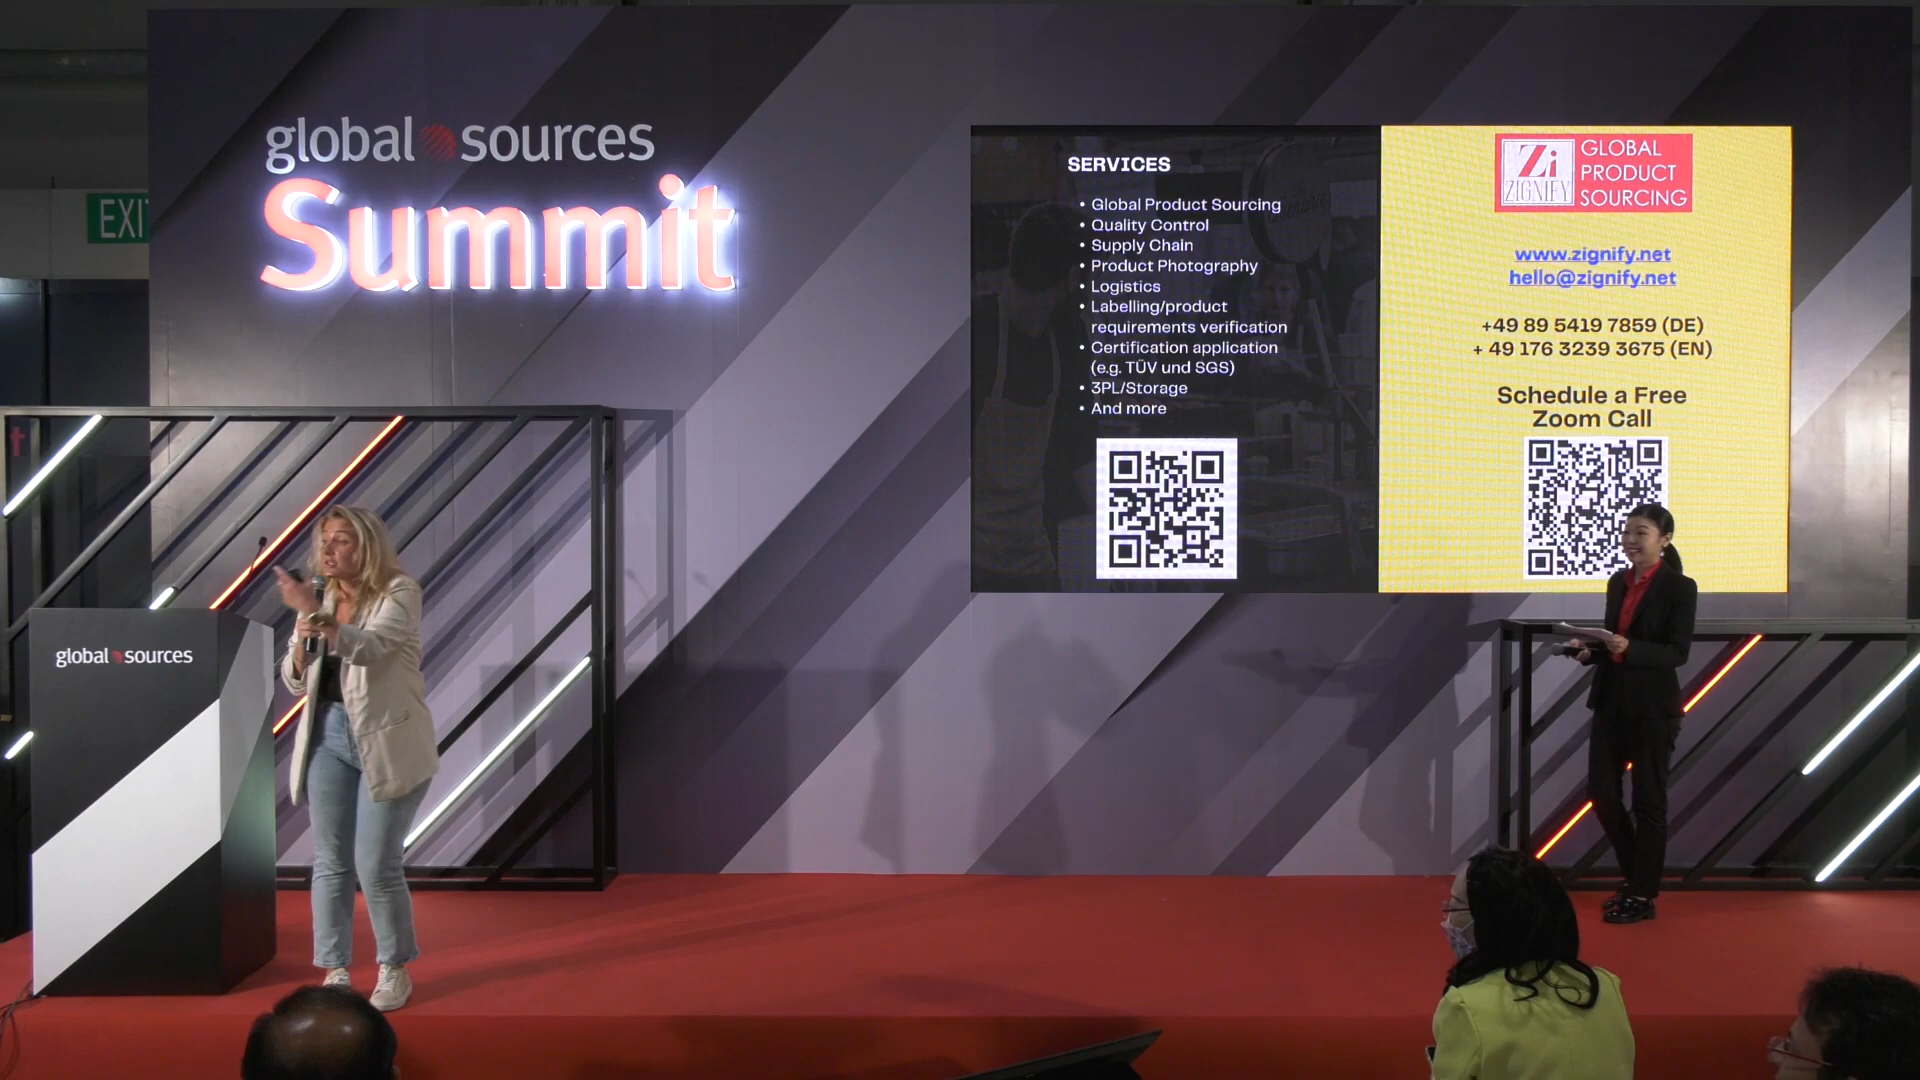 global sources
Summit
EXI
SERVICES
• Global Product Sourcing
• Quality Control
• Supply Chain
• Product Photography
• Logistics
• Labelling/product
requirements verification
• Certification application
(e.g. TÜV und SGS)
• 3PL/Storage
• And more
Zi
ZIGNIFY
GLOBAL
PRODUCT
SOURCING
www.zignify.net
hello@zignify.net
+49 89 5419 7859 (DE)
+ 49 176 3239 3675 (EN)
Schedule a Free
Zoom Call
t
global sources